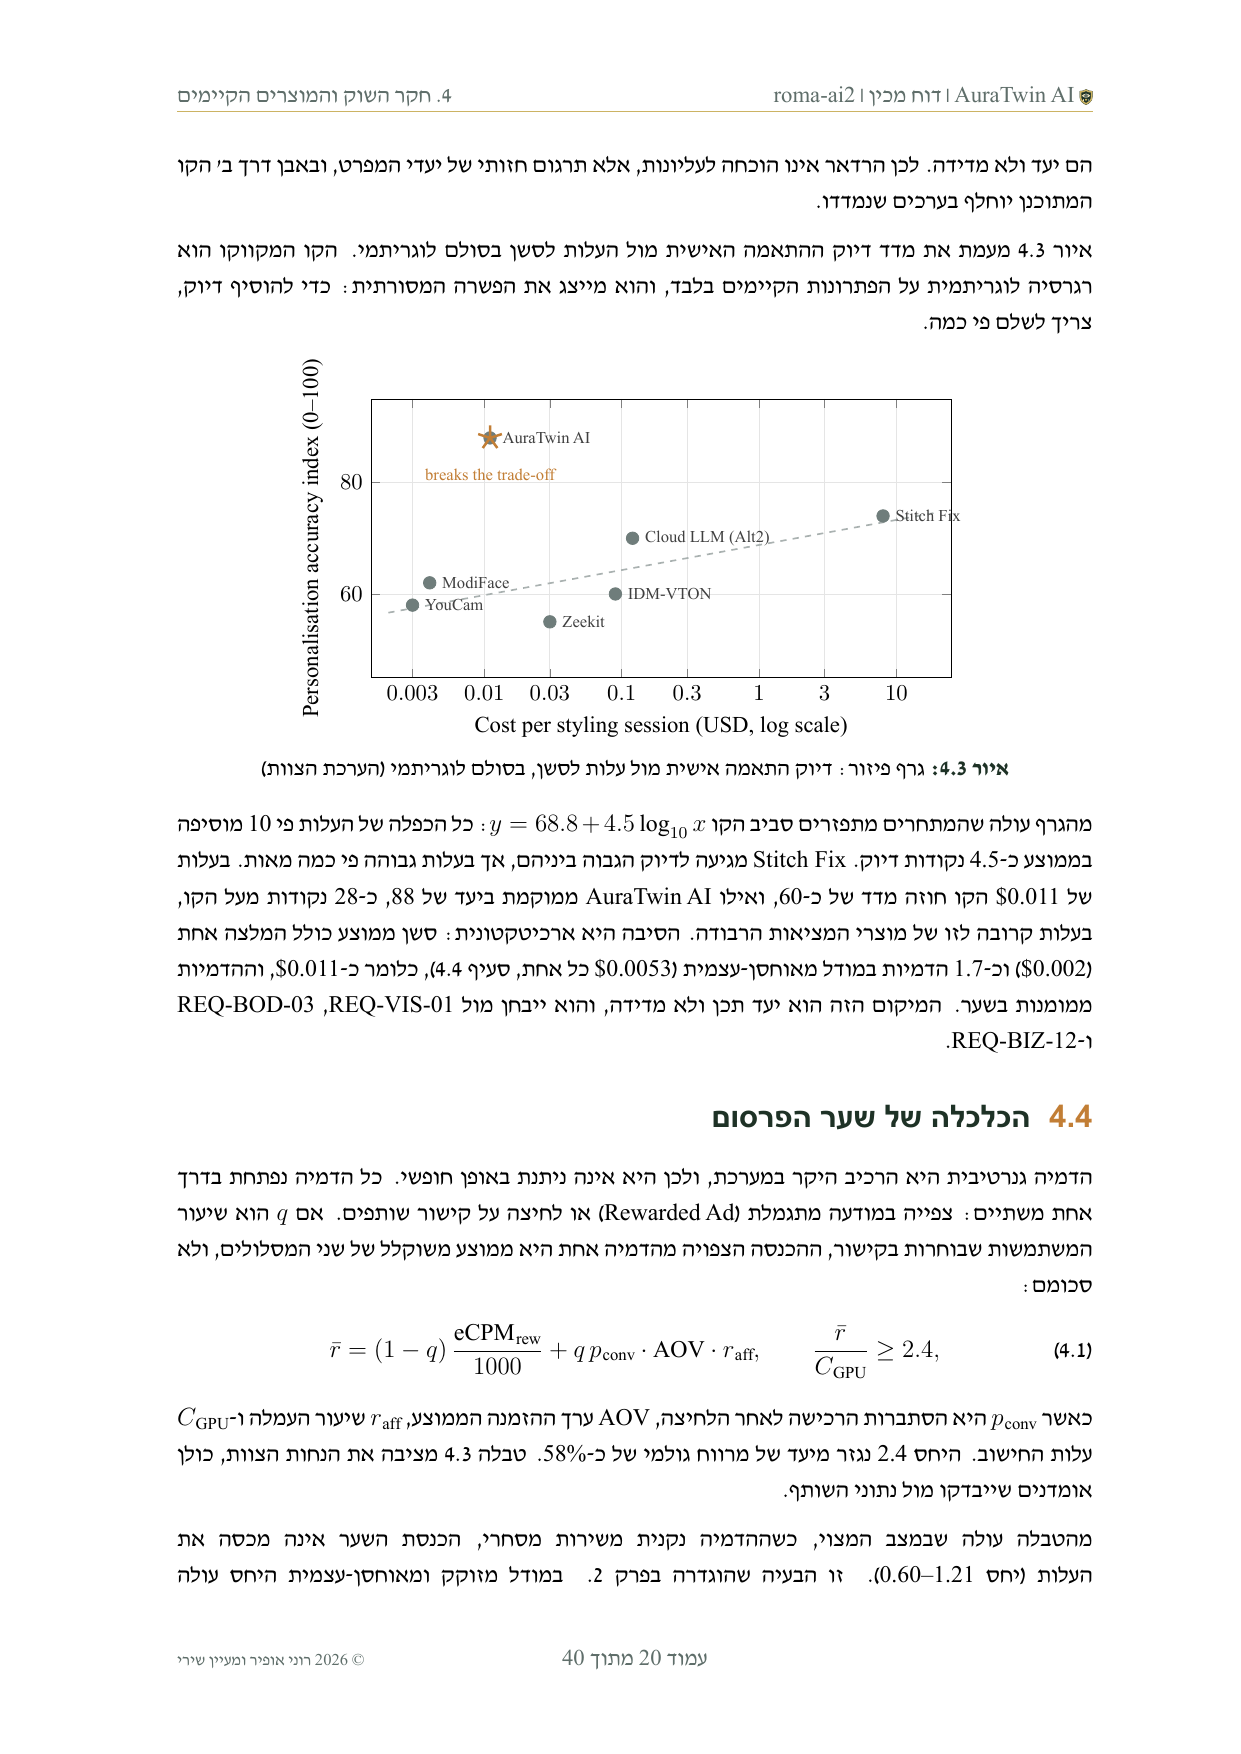 AuraTwin AI | דוח מכין | roma-ai2
4. חקר השוק והמוצרים הקיימים
הם יעד ולא מדידה. לכן הרדאר אינו הוכחה לעליונות, אלא תרגום חזותי של יעדי המפרט, ובאבן דרך ב׳ הקו
המתוכנן יוחלף בערכים שנמדדו.
איור 4.3 מעמת את מדד דיוק ההתאמה האישית מול העלות לסשן בסולם לוגריתמי. הקו המקווקו הוא
רגרסיה לוגריתמית על הפתרונות הקיימים בלבד, והוא מייצג את הפשרה המסורתית: כדי להוסיף דיוק,
צריך לשלם פי כמה.
Personalisation accuracy index (0–100)
80
60
AuraTwin AI
breaks the trade-off
Stitch Fix
Cloud LLM (Alt2)
ModiFace
IDM-VTON
YouCam
Zeekit
0.003 0.01 0.03 0.1 0.3 1 3 10
Cost per styling session (USD, log scale)
איור 4.3: גרף פיזור: דיוק התאמה אישית מול עלות לסשן, בסולם לוגריתמי (הערכת הצוות)
מהגרף עולה שהמתחרים מתפזרים סביב הקו y = 68.8 + 4.5 log₁₀ x: כל הכפלה של העלות פי 10 מוסיפה
בממוצע כ-4.5 נקודות דיוק. Stitch Fix מגיעה לדיוק הגבוה ביניהם, אך בעלות גבוהה פי כמה מאות. בעלות
של $0.011 הקו חוזה מדד של כ-60, ואילו AuraTwin AI ממוקמת ביעד של 88, כ-28 נקודות מעל הקו,
בעלות קרובה לזו של מוצרי המציאות הרבודה. הסיבה היא ארכיטקטונית: סשן ממוצע כולל המלצה אחת
($0.002) וכ-1.7 הדמיות במודל מאוחסן-עצמית ($0.0053 כל אחת, סעיף 4.4), כלומר כ-$0.011, וההדמיות
ממומנות בשער. המיקום הזה הוא יעד תכן ולא מדידה, והוא ייבחן מול REQ-VIS-01, REQ-BOD-03
ו-REQ-BIZ-12.
4.4 הכלכלה של שער הפרסום
הדמיה גנרטיבית היא הרכיב היקר במערכת, ולכן היא אינה ניתנת באופן חופשי. כל הדמיה נפתחת בדרך
אחת משתיים: צפייה במודעה מתגמלת (Rewarded Ad) או לחיצה על קישור שותפים. אם q הוא שיעור
המשתמשות שבוחרות בקישור, ההכנסה הצפויה מהדמיה אחת היא ממוצע משוקלל של שני המסלולים, ולא
סכומם:
r̄ = (1 − q) eCPM_rew / 1000 + q p_conv · AOV · r_aff, r̄ / C_GPU ≥ 2.4, (4.1)
כאשר p_conv היא הסתברות הרכישה לאחר הלחיצה, AOV ערך ההזמנה הממוצע, r_aff שיעור העמלה ו-C_GPU
עלות החישוב. היחס 2.4 נגזר מיעד של מרווח גולמי של כ-58%. טבלה 4.3 מציבה את הנחות הצוות, כולן
אומדנים שייבדקו מול נתוני השותף.
מהטבלה עולה שבמצב המצוי, כשההדמיה נקנית משירות מסחרי, הכנסת השער אינה מכסה את
העלות (יחס 0.60–1.21). זו הבעיה שהוגדרה בפרק 2. במודל מזוקק ומאוחסן-עצמית היחס עולה
עמוד 20 מתוך 40
© 2026 רוני אופיר ומעיין שירי